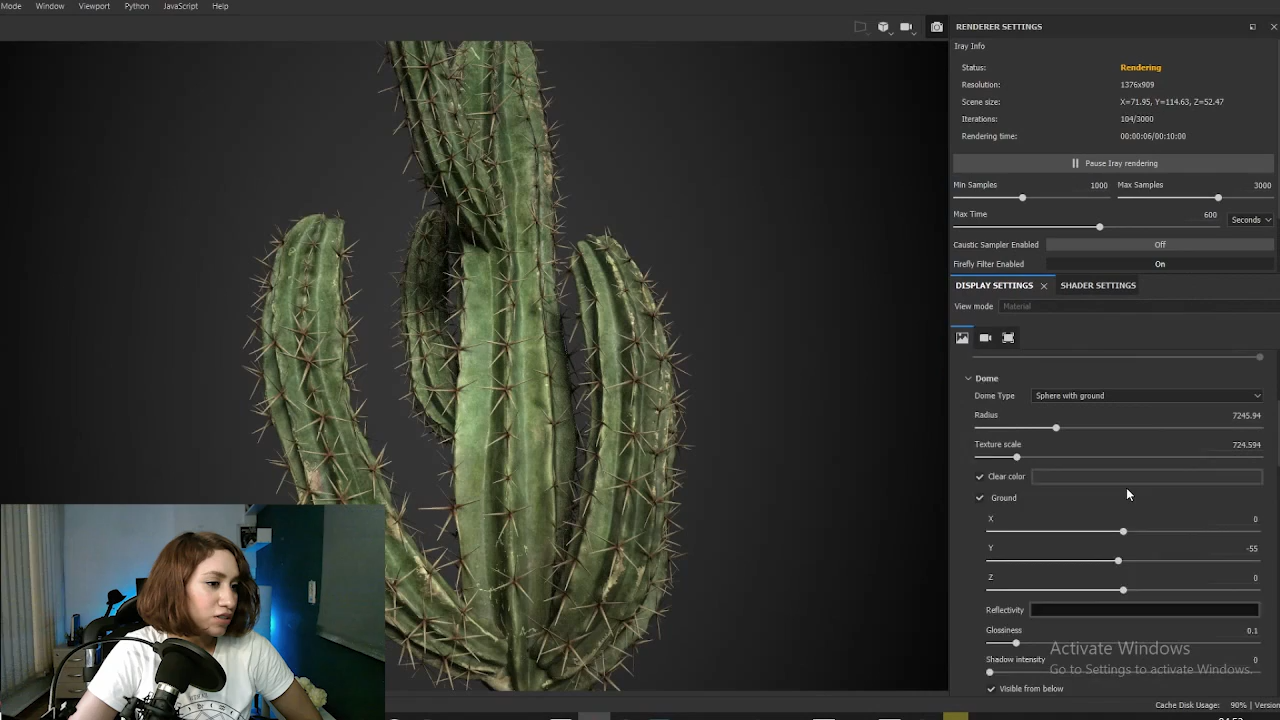 Mode Window Viewport Python JavaScript Help
RENDERER SETTINGS
Iray Info
Status: Rendering
Resolution: 1376x909
Scene size: X=71.95, Y=114.63, Z=52.47
Iterations: 104/3000
Rendering time: 00:00:06/00:10:00
Pause Iray rendering
Min Samples 1000 Max Samples 3000
Max Time 600 Seconds
Caustic Sampler Enabled Off
Firefly Filter Enabled On
DISPLAY SETTINGS SHADER SETTINGS
View mode Material
Dome
Dome Type Sphere with ground
Radius 7245.94
Texture scale 724.594
Clear color
Ground
X 0
Y -55
Z 0
Reflectivity
Glossiness 0.1
Activate Windows
Shadow intensity 0
Go to Settings to activate Windows.
Visible from below
Cache Disk Usage: 90% | Version